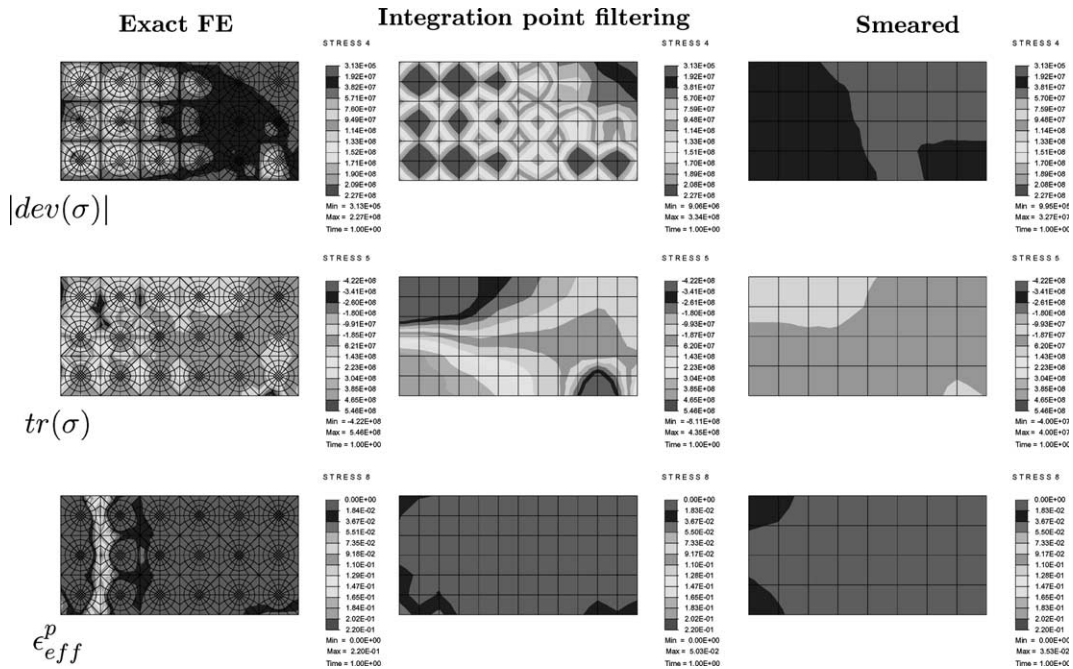 Exact FE
Integration point filtering
Smeared
STRESS 4
3.13E+05
1.92E+07
3.82E+07
5.71E+07
7.60E+07
9.49E+07
1.14E+08
1.33E+08
1.52E+08
1.71E+08
1.90E+08
2.09E+08
2.27E+08
Min = 3.13E+05
Max = 2.27E+08
Time = 1.00E+00
STRESS 4
3.13E+05
1.92E+07
3.81E+07
5.70E+07
7.59E+07
9.48E+07
1.14E+08
1.33E+08
1.51E+08
1.70E+08
1.89E+08
2.08E+08
2.27E+08
Min = 9.06E+06
Max = 3.34E+08
Time = 1.00E+00
STRESS 4
3.13E+05
1.92E+07
3.81E+07
5.70E+07
7.59E+07
9.48E+07
1.14E+08
1.33E+08
1.51E+08
1.70E+08
1.89E+08
2.08E+08
2.27E+08
Min = 9.95E+05
Max = 3.27E+07
Time = 1.00E+00
|dev(σ)|
STRESS 5
-4.22E+08
-3.41E+08
-2.60E+08
-1.80E+08
-9.91E+07
-1.85E+07
6.21E+07
1.43E+08
2.23E+08
3.04E+08
3.85E+08
4.65E+08
5.46E+08
Min = -4.22E+08
Max = 5.46E+08
Time = 1.00E+00
STRESS 5
-4.22E+08
-3.41E+08
-2.61E+08
-1.80E+08
-9.93E+07
-1.87E+07
6.20E+07
1.43E+08
2.23E+08
3.04E+08
3.85E+08
4.65E+08
5.46E+08
Min = -6.11E+08
Max = 4.35E+08
Time = 1.00E+00
STRESS 5
-4.22E+08
-3.41E+08
-2.61E+08
-1.80E+08
-9.93E+07
-1.87E+07
6.20E+07
1.43E+08
2.23E+08
3.04E+08
3.85E+08
4.65E+08
5.46E+08
Min = -4.00E+07
Max = 4.00E+07
Time = 1.00E+00
tr(σ)
STRESS 8
0.00E+00
1.84E-02
3.67E-02
5.51E-02
7.35E-02
9.18E-02
1.10E-01
1.29E-01
1.47E-01
1.65E-01
1.84E-01
2.02E-01
2.20E-01
Min = 0.00E+00
Max = 2.20E-01
Time = 1.00E+00
STRESS 8
0.00E+00
1.83E-02
3.67E-02
5.50E-02
7.33E-02
9.17E-02
1.10E-01
1.28E-01
1.47E-01
1.65E-01
1.83E-01
2.02E-01
2.20E-01
Min = 0.00E+00
Max = 5.03E-02
Time = 1.00E+00
STRESS 8
0.00E+00
1.83E-02
3.67E-02
5.50E-02
7.33E-02
9.17E-02
1.10E-01
1.28E-01
1.47E-01
1.65E-01
1.83E-01
2.02E-01
2.20E-01
Min = 0.00E+00
Max = 3.53E-02
Time = 1.00E+00
ϵ^p_eff